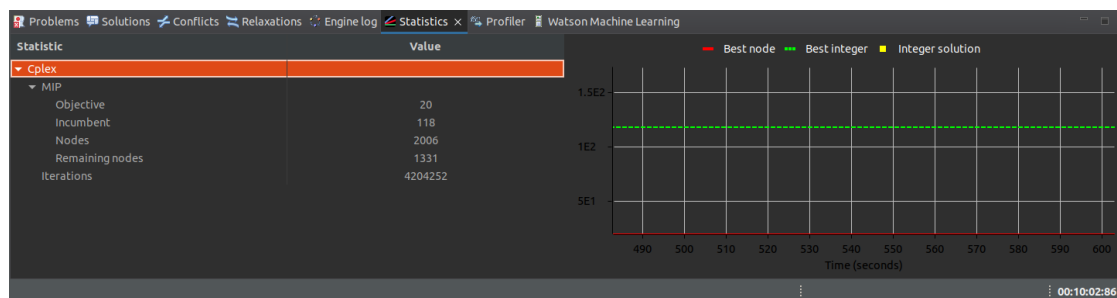 Problems Solutions Conflicts Relaxations Engine log Statistics Profiler Watson Machine Learning
Statistic Value
Cplex
MIP
Objective 20
Incumbent 118
Nodes 2006
Remaining nodes 1331
Iterations 4204252
Best node Best integer Integer solution
1.5E2
1E2
5E1
490 500 510 520 530 540 550 560 570 580 590 600
Time (seconds)
00:10:02:86